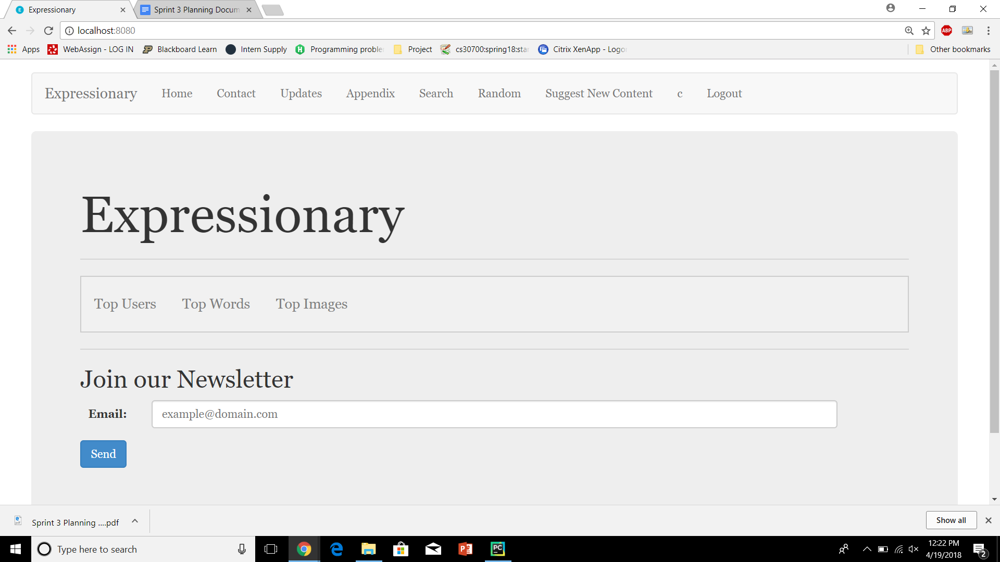 E Expressionary
Sprint 3 Planning Docum
localhost:8080
ABP
Apps WebAssign - LOG IN Blackboard Learn Intern Supply Programming proble Project cs30700:spring18:sta Citrix XenApp - Logo Other bookmarks
Expressionary Home Contact Updates Appendix Search Random Suggest New Content c Logout
Expressionary
Top Users Top Words Top Images
Join our Newsletter
Email: example@domain.com
Send
Sprint 3 Planning ....pdf Show all
Type here to search
PC
12:22 PM
4/19/2018
2